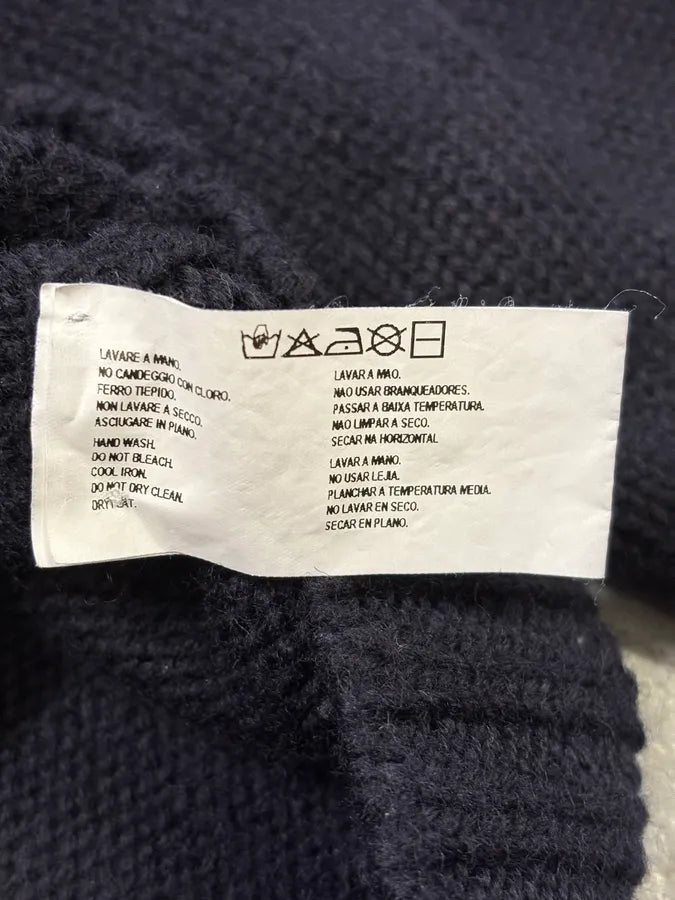 LAVARE A MANO.
NO CANDEGGIO CON CLORO.
FERRO TIEPIDO.
NON LAVARE A SECCO.
ASCIUGARE IN PIANO.
HAND WASH.
DO NOT BLEACH.
COOL IRON.
DO NOT DRY CLEAN.
DRY FLAT.
LAVAR A MAO.
NAO USAR BRANQUEADORES.
PASSAR A BAIXA TEMPERATURA.
NAO LIMPAR A SECO.
SECAR NA HORIZONTAL
LAVAR A MANO.
NO USAR LEJIA.
PLANCHAR A TEMPERATURA MEDIA.
NO LAVAR EN SECO.
SECAR EN PLANO.